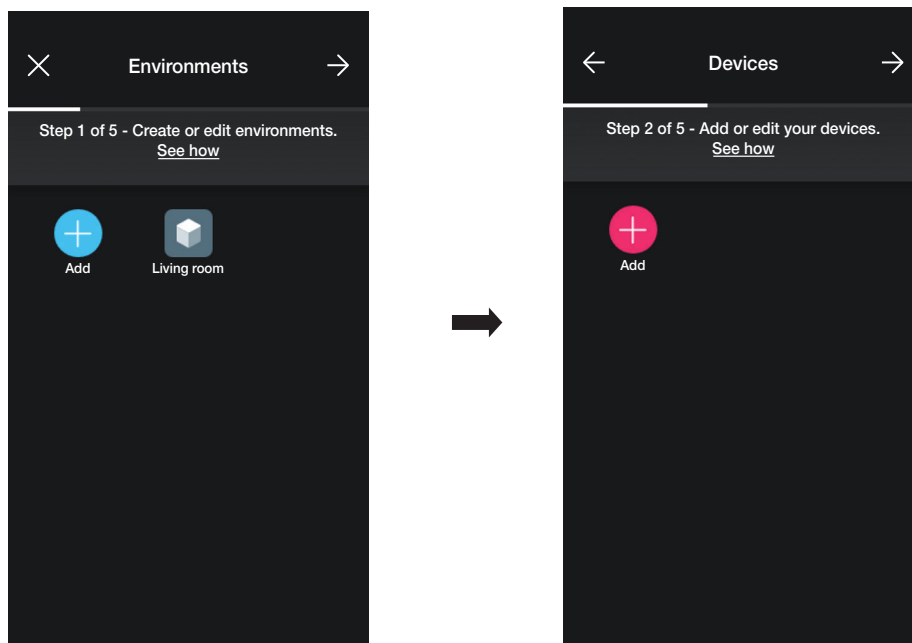 Environments
Step 1 of 5 - Create or edit environments.
See how
Add
Living room
Devices
Step 2 of 5 - Add or edit your devices.
See how
Add